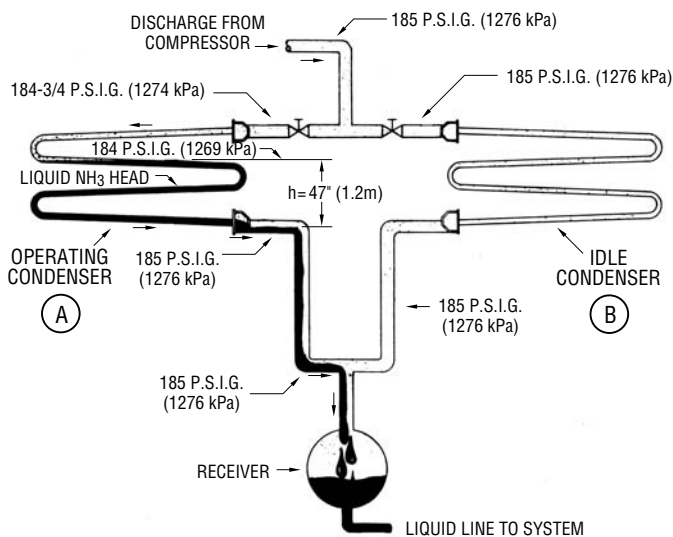 DISCHARGE FROM
COMPRESSOR
185 P.S.I.G. (1276 kPa)
184-3/4 P.S.I.G. (1274 kPa)
185 P.S.I.G. (1276 kPa)
184 P.S.I.G. (1269 kPa)
LIQUID NH3 HEAD
h= 47" (1.2m)
OPERATING
CONDENSER
A
185 P.S.I.G.
(1276 kPa)
IDLE
CONDENSER
B
185 P.S.I.G.
(1276 kPa)
185 P.S.I.G.
(1276 kPa)
RECEIVER
LIQUID LINE TO SYSTEM